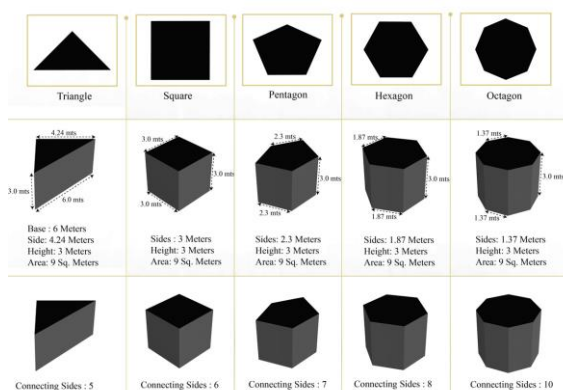 Triangle
Square
Pentagon
Hexagon
Octagon
4.24 mts
3.0 mts
6.0 mts
Base : 6 Meters
Side: 4.24 Meters
Height: 3 Meters
Area: 9 Sq. Meters
3.0 mts
3.0 mts
3.0 mts
Sides : 3 Meters
Height: 3 Meters
Area: 9 Sq. Meters
2.3 mts
3.0 mts
2.3 mts
Sides: 2.3 Meters
Height: 3 Meters
Area: 9 Sq. Meters
1.87 mts
3.0 mts
1.87 mts
Sides: 1.87 Meters
Height: 3 Meters
Area: 9 Sq. Meters
1.37 mts
3.0 mts
1.37 mts
Sides: 1.37 Meters
Height: 3 Meters
Area: 9 Sq. Meters
Connecting Sides : 5
Connecting Sides : 6
Connecting Sides : 7
Connecting Sides : 8
Connecting Sides : 10